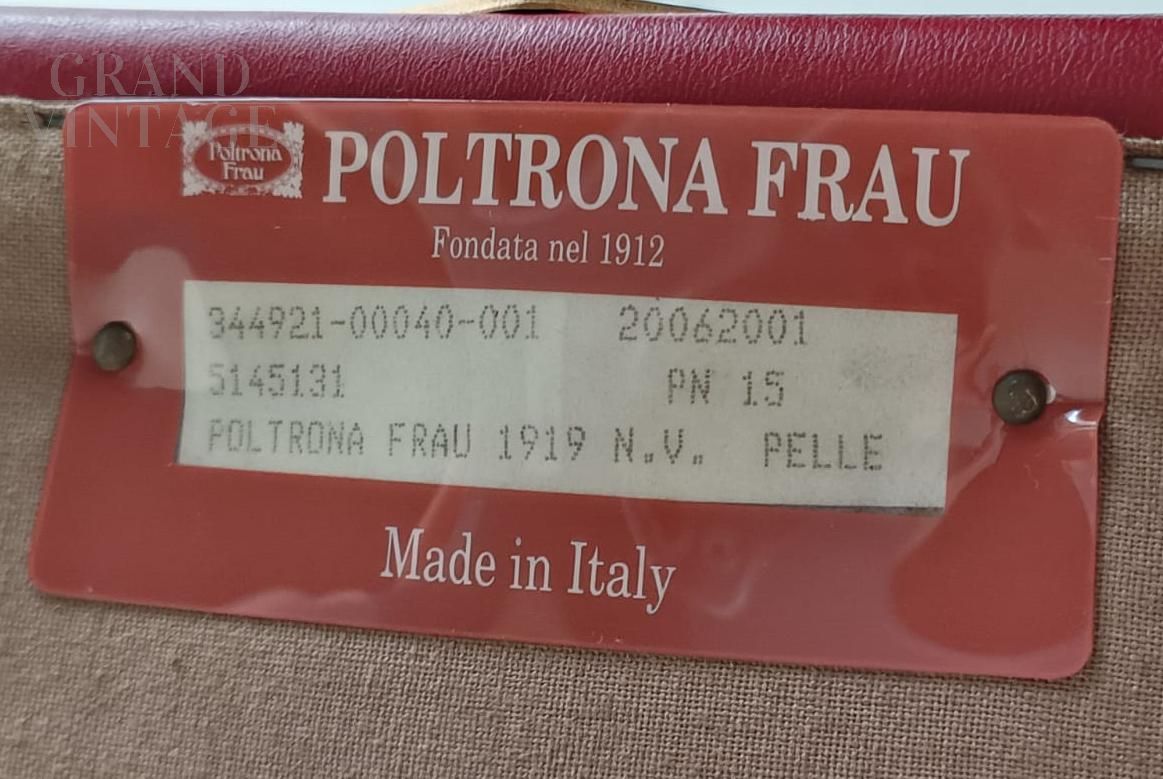 GRAND
VINTAGE
Poltrona
Frau
POLTRONA FRAU
Fondata nel 1912
344921-00040-001 20062001
5145131 PN 15
POLTRONA FRAU 1919 N.V. PELLE
Made in Italy